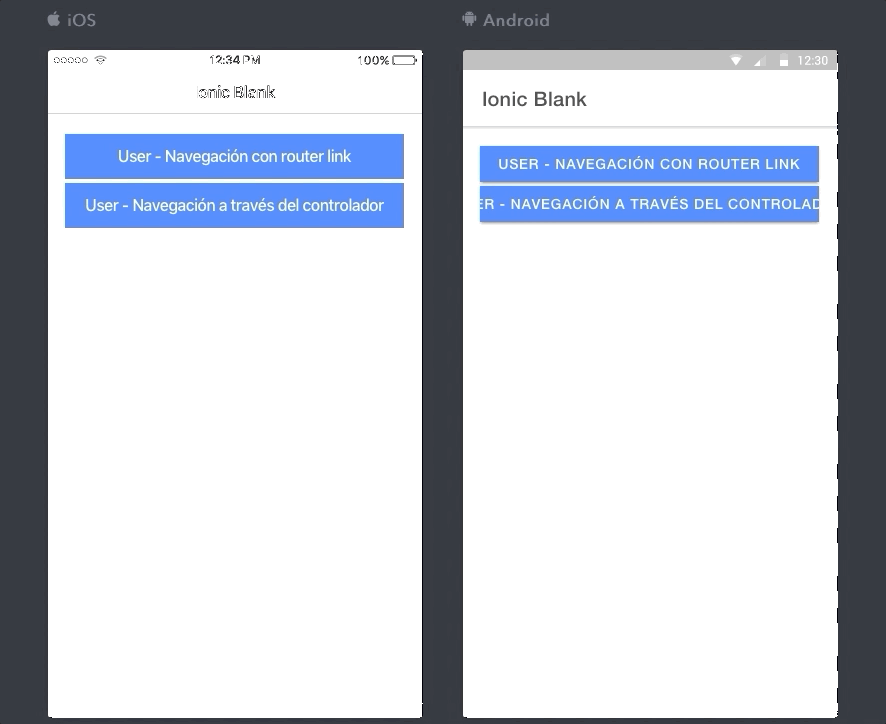 iOS
12:34 PM
100%
Ionic Blank
User - Navegación con router link
User - Navegación a través del controlador
Android
12:30
Ionic Blank
USER - NAVEGACIÓN CON ROUTER LINK
ER - NAVEGACIÓN A TRAVÉS DEL CONTROLAD